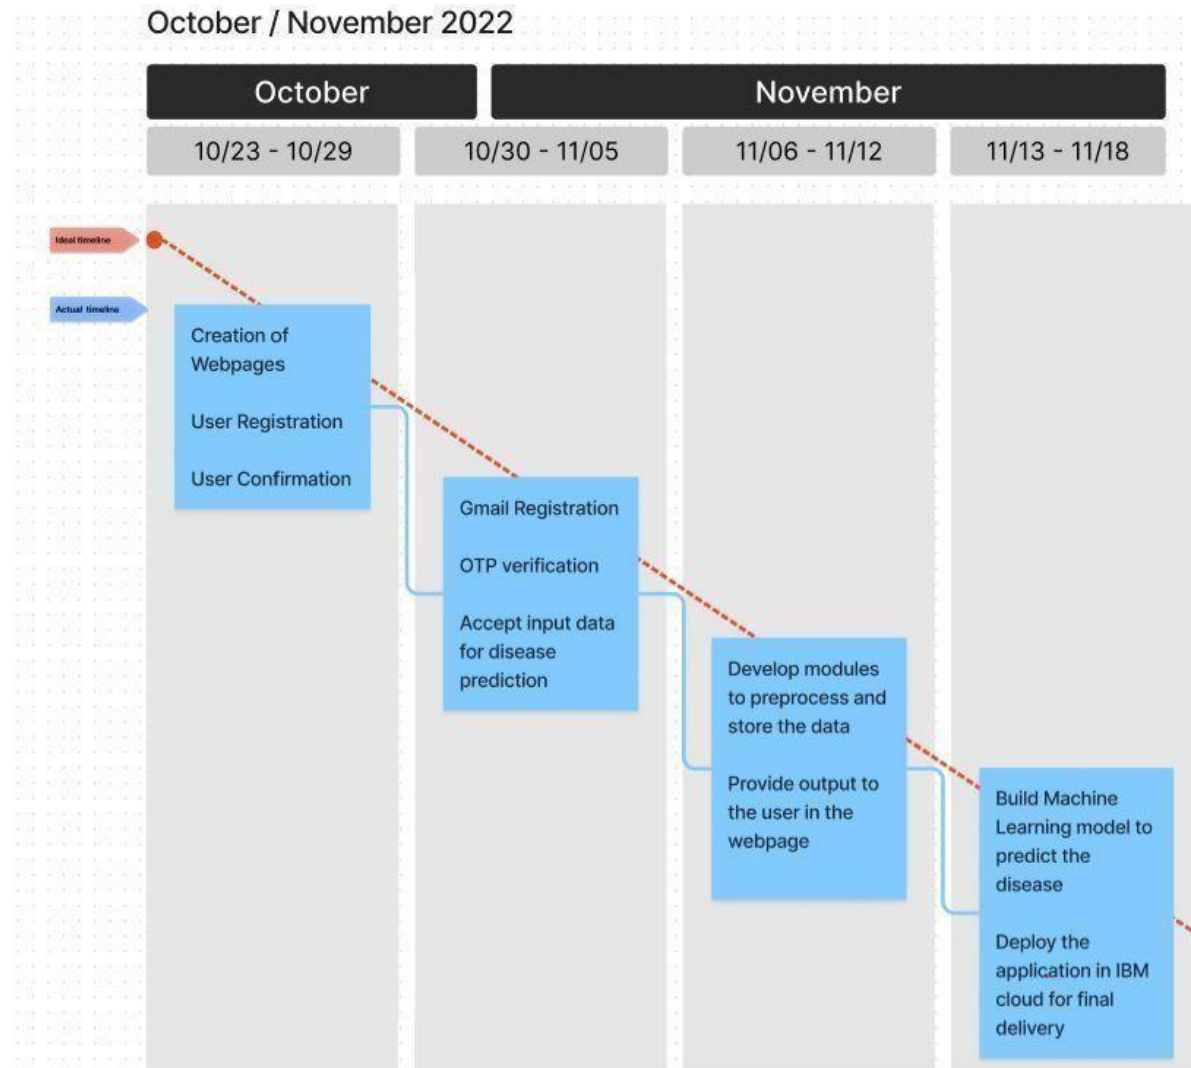 October / November 2022
October
November
10/23 - 10/29
10/30 - 11/05
11/06 - 11/12
11/13 - 11/18
Ideal timeline
Actual timeline
Creation of
Webpages
User Registration
User Confirmation
Gmail Registration
OTP verification
Accept input data
for disease
prediction
Develop modules
to preprocess and
store the data
Provide output to
the user in the
webpage
Build Machine
Learning model to
predict the
disease
Deploy the
application in IBM
cloud for final
delivery